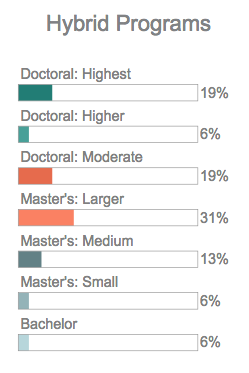 Hybrid Programs
Doctoral: Highest
19%
Doctoral: Higher
6%
Doctoral: Moderate
19%
Master's: Larger
31%
Master's: Medium
13%
Master's: Small
6%
Bachelor
6%